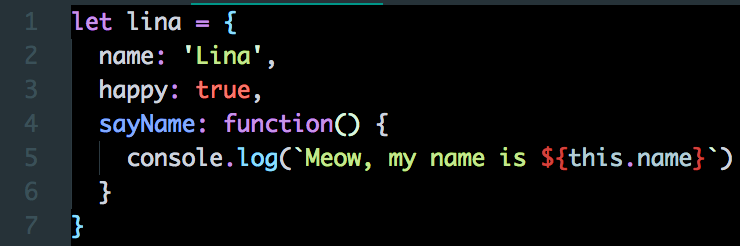 1 let lina = {
2   name: 'Lina',
3   happy: true,
4   sayName: function() {
5     console.log(`Meow, my name is ${this.name}`)
6   }
7 }